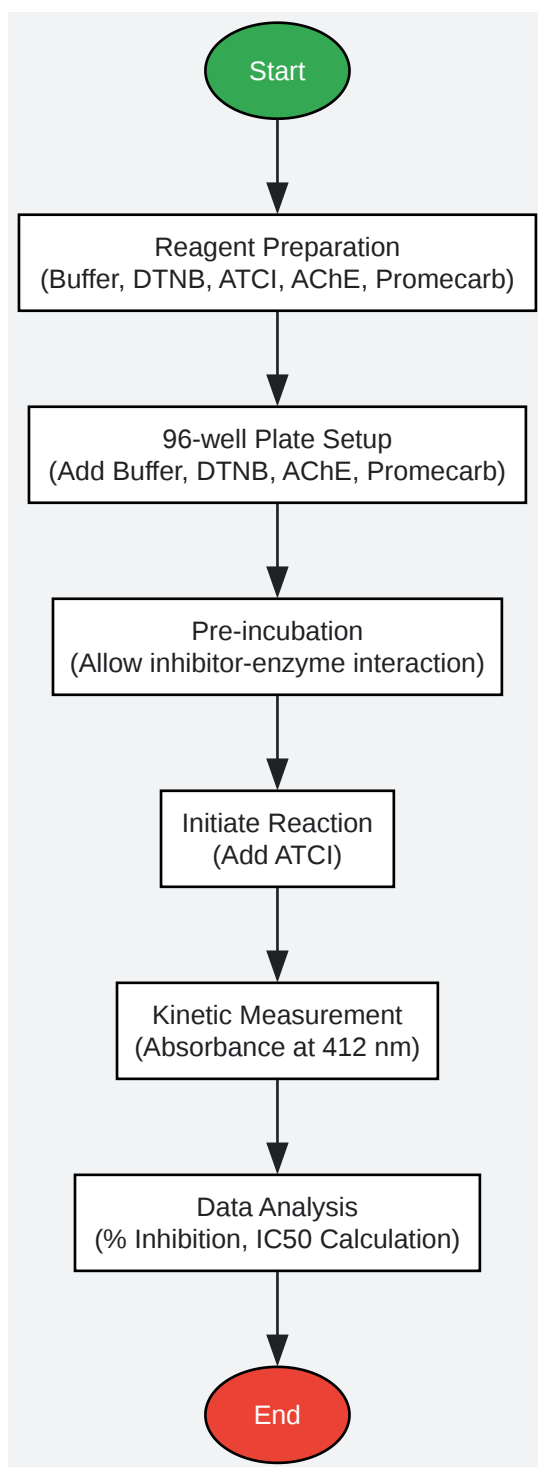 Start
Reagent Preparation
(Buffer, DTNB, ATCI, AChE, Promecarb)
96-well Plate Setup
(Add Buffer, DTNB, AChE, Promecarb)
Pre-incubation
(Allow inhibitor-enzyme interaction)
Initiate Reaction
(Add ATCI)
Kinetic Measurement
(Absorbance at 412 nm)
Data Analysis
(% Inhibition, IC50 Calculation)
End